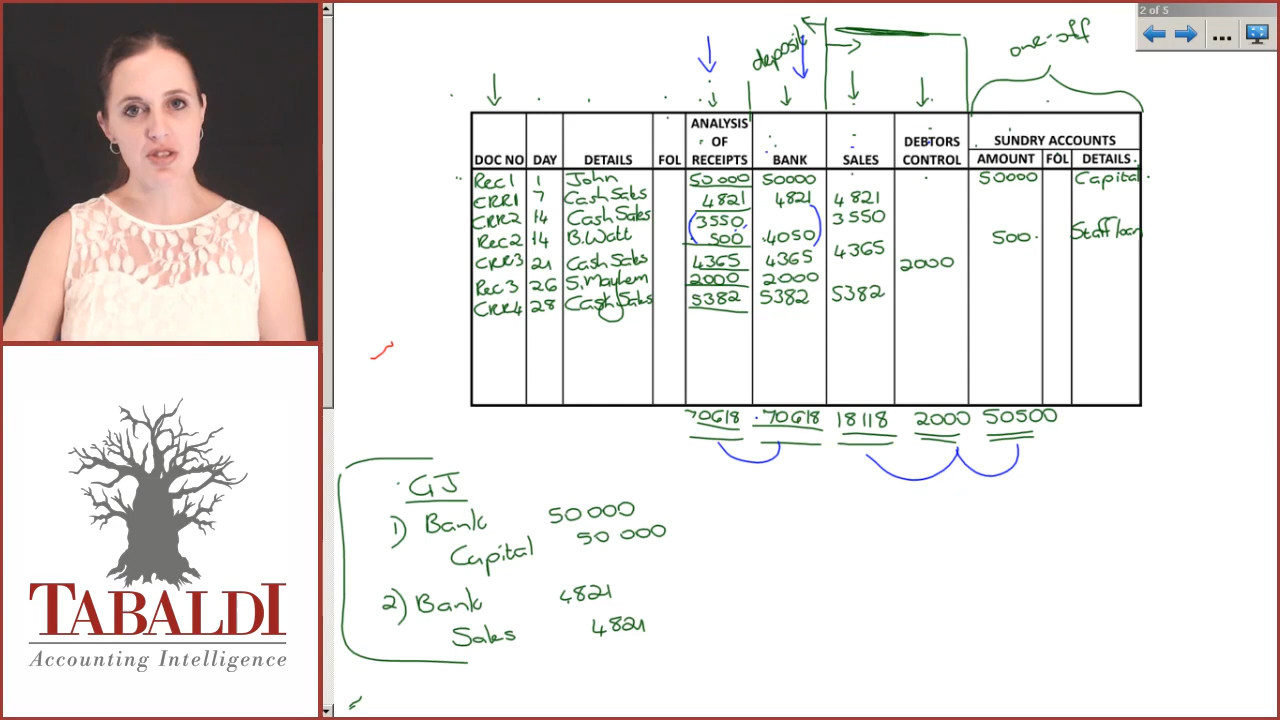 2 of 5
deposit
one-off
ANALYSIS OF RECEIPTS
DEBTORS CONTROL
SUNDRY ACCOUNTS
DOC NO DAY DETAILS FOL BANK SALES AMOUNT FOL DETAILS
Rec1 1 John 50000 50000 50000 Capital
CRR1 7 Cash Sales 4821 4821 4821
CRR2 14 Cash Sales 3550 3550
Rec2 14 B.Watt 500 4050 500 Staff loan
CRR3 21 Cash Sales 4365 4365 4365
Rec3 26 S.Mayhem 2000 2000 2000
CRR4 28 Cash Sales 5382 5382 5382
70618 70618 18118 2000 50500
GJ
1) Bank 50 000
Capital 50 000
2) Bank 4821
Sales 4821
TABALDI
Accounting Intelligence